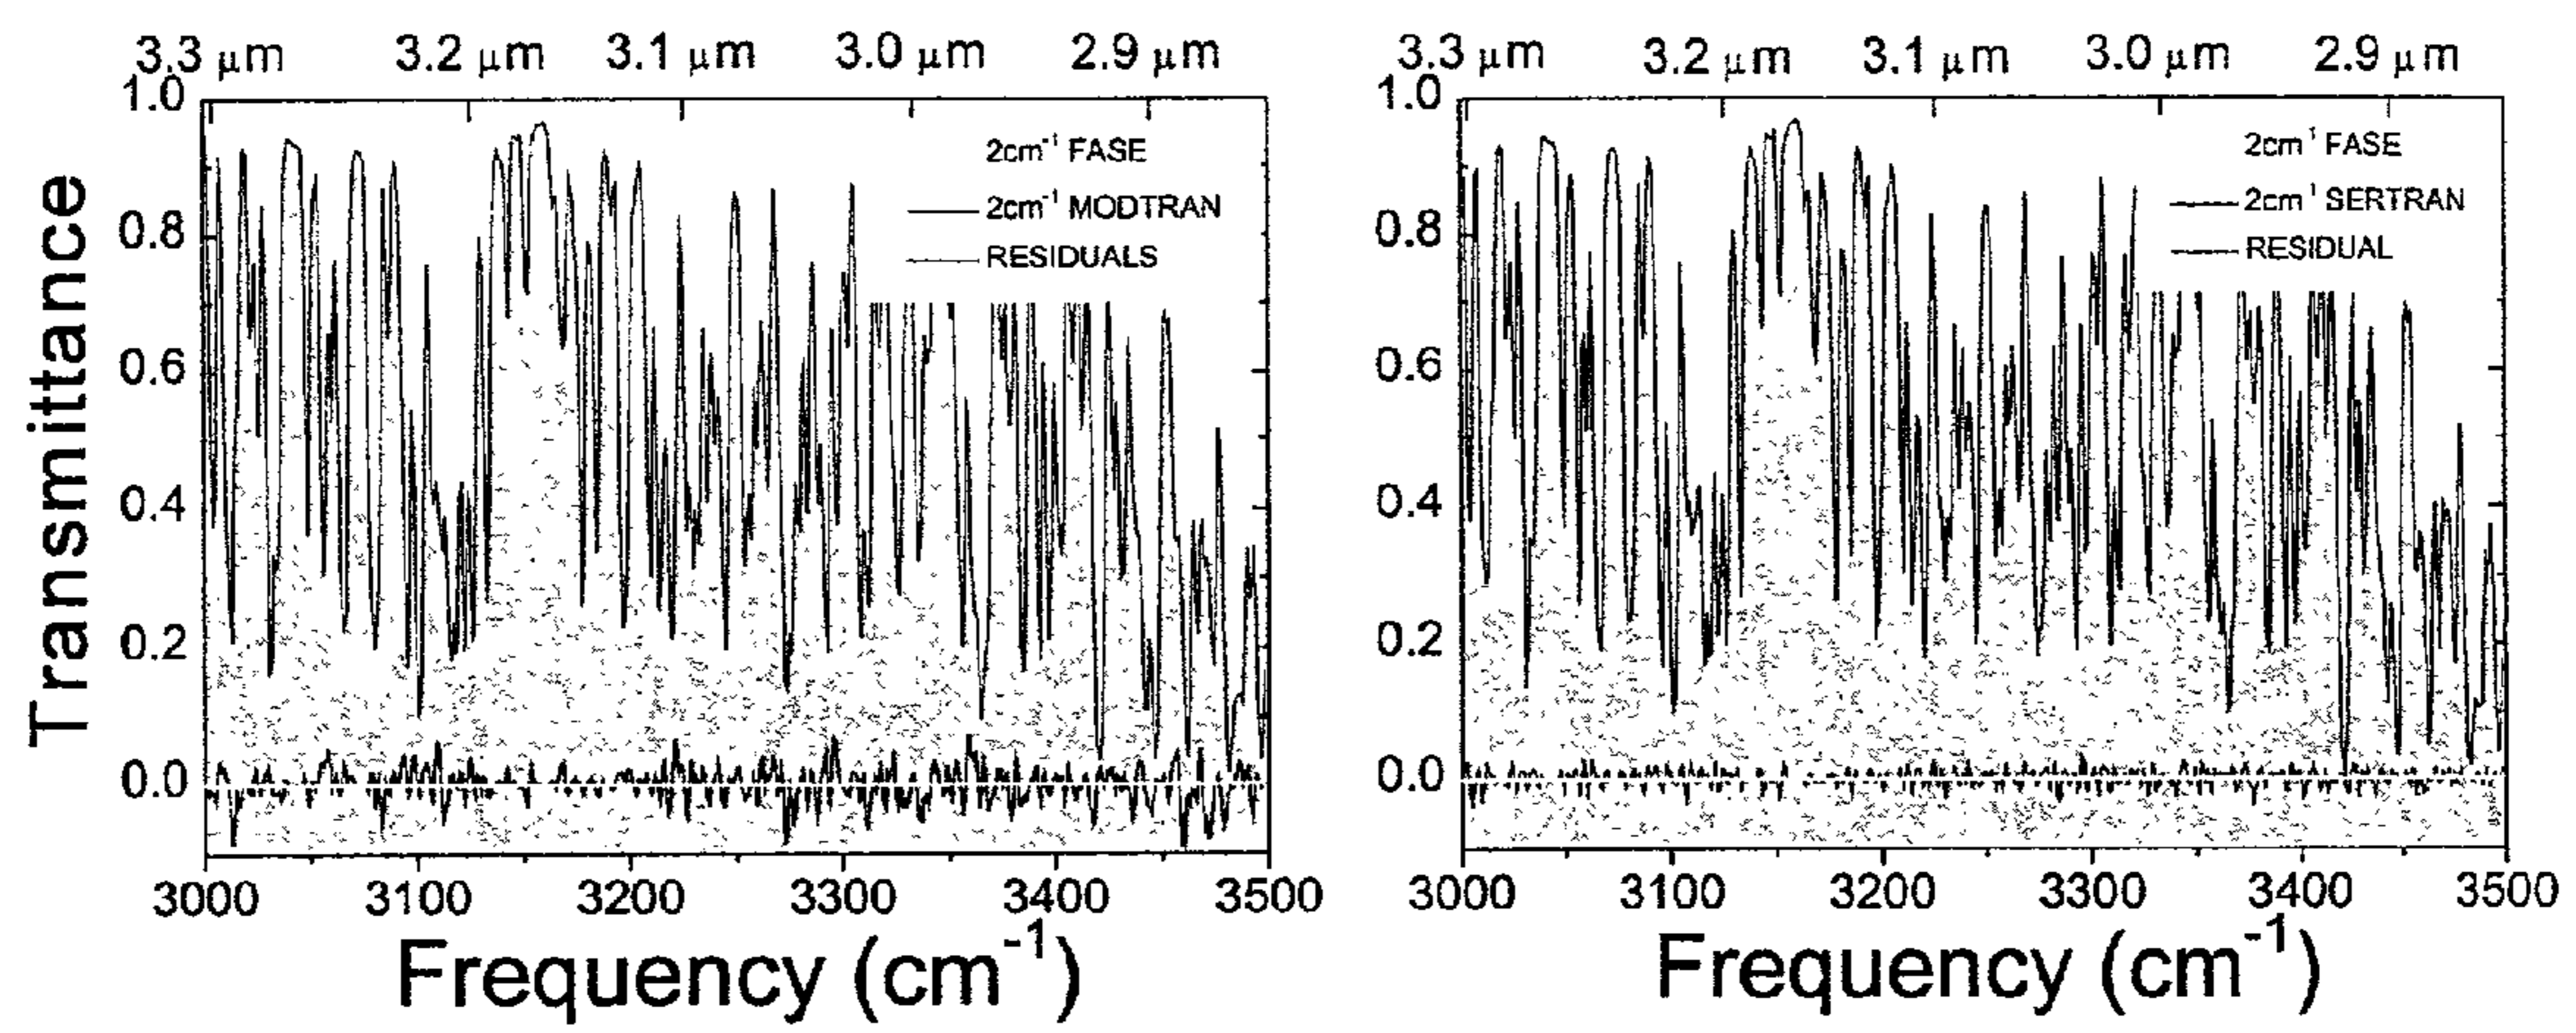 3.3 μm 3.2 μm 3.1 μm 3.0 μm 2.9 μm
1.0
0.8
0.6
0.4
0.2
0.0
Transmittance
2cm⁻¹ FASE
2cm⁻¹ MODTRAN
RESIDUALS
3000 3100 3200 3300 3400 3500
Frequency (cm⁻¹)
3.3 μm 3.2 μm 3.1 μm 3.0 μm 2.9 μm
1.0
0.8
0.6
0.4
0.2
0.0
2cm⁻¹ FASE
2cm⁻¹ SERTRAN
RESIDUAL
3000 3100 3200 3300 3400 3500
Frequency (cm⁻¹)